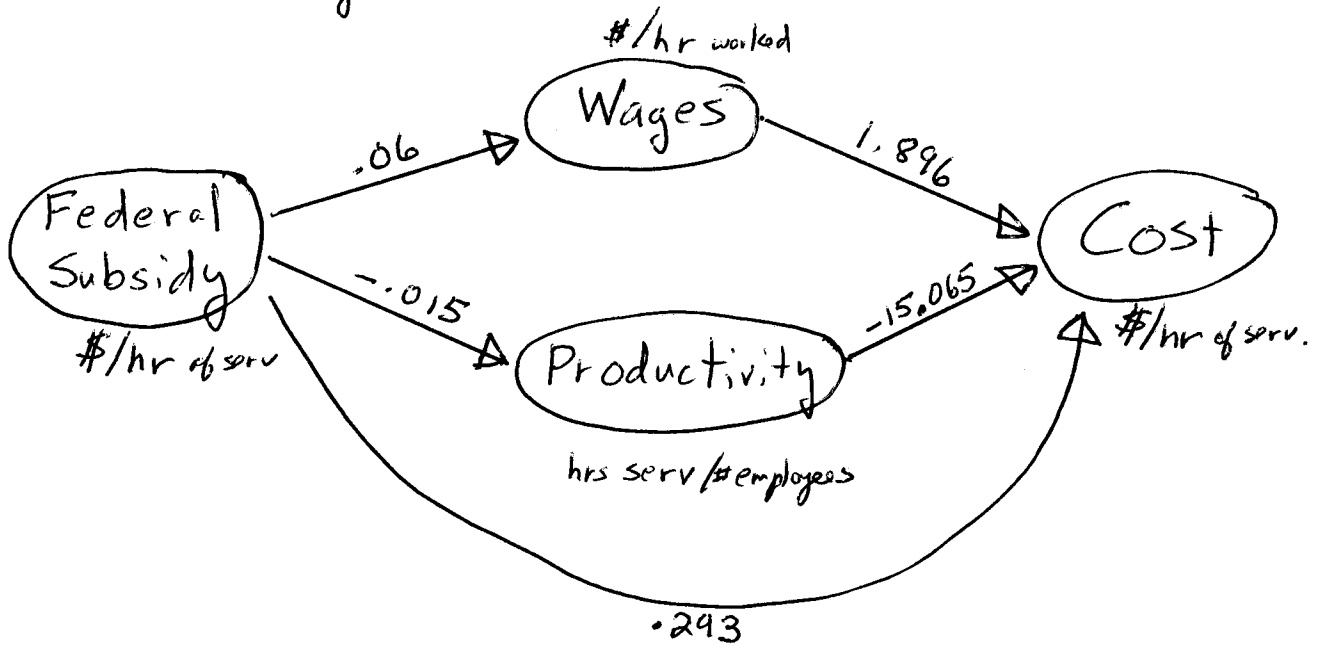 $/hr worked
Wages
.06
1.896
Federal
Subsidy
$/hr of serv
Cost
$/hr of serv.
-.015
-15.065
Productivity
hrs serv/#employees
.293